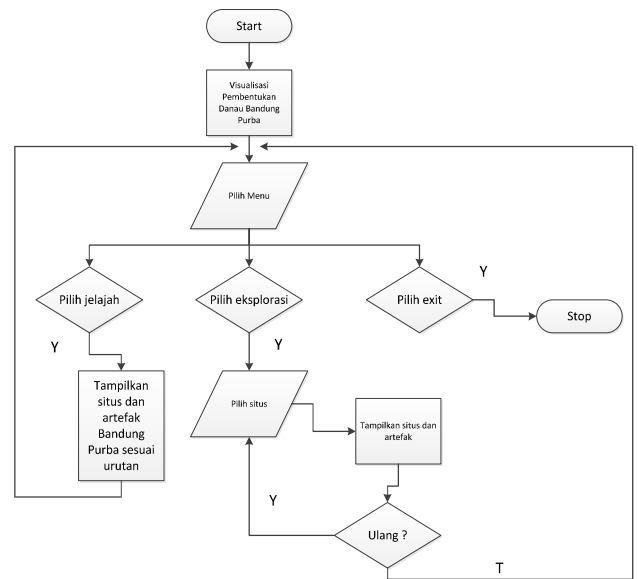 Start
Visualisasi
Pembentukan
Danau Bandung
Purba
Pilih Menu
Pilih jelajah
Pilih eksplorasi
Pilih exit
Y
Stop
Y
Y
Tampilkan
situs dan
artefak
Bandung
Purba sesuai
urutan
Pilih situs
Tampilkan situs dan
artefak
Y
Ulang ?
T